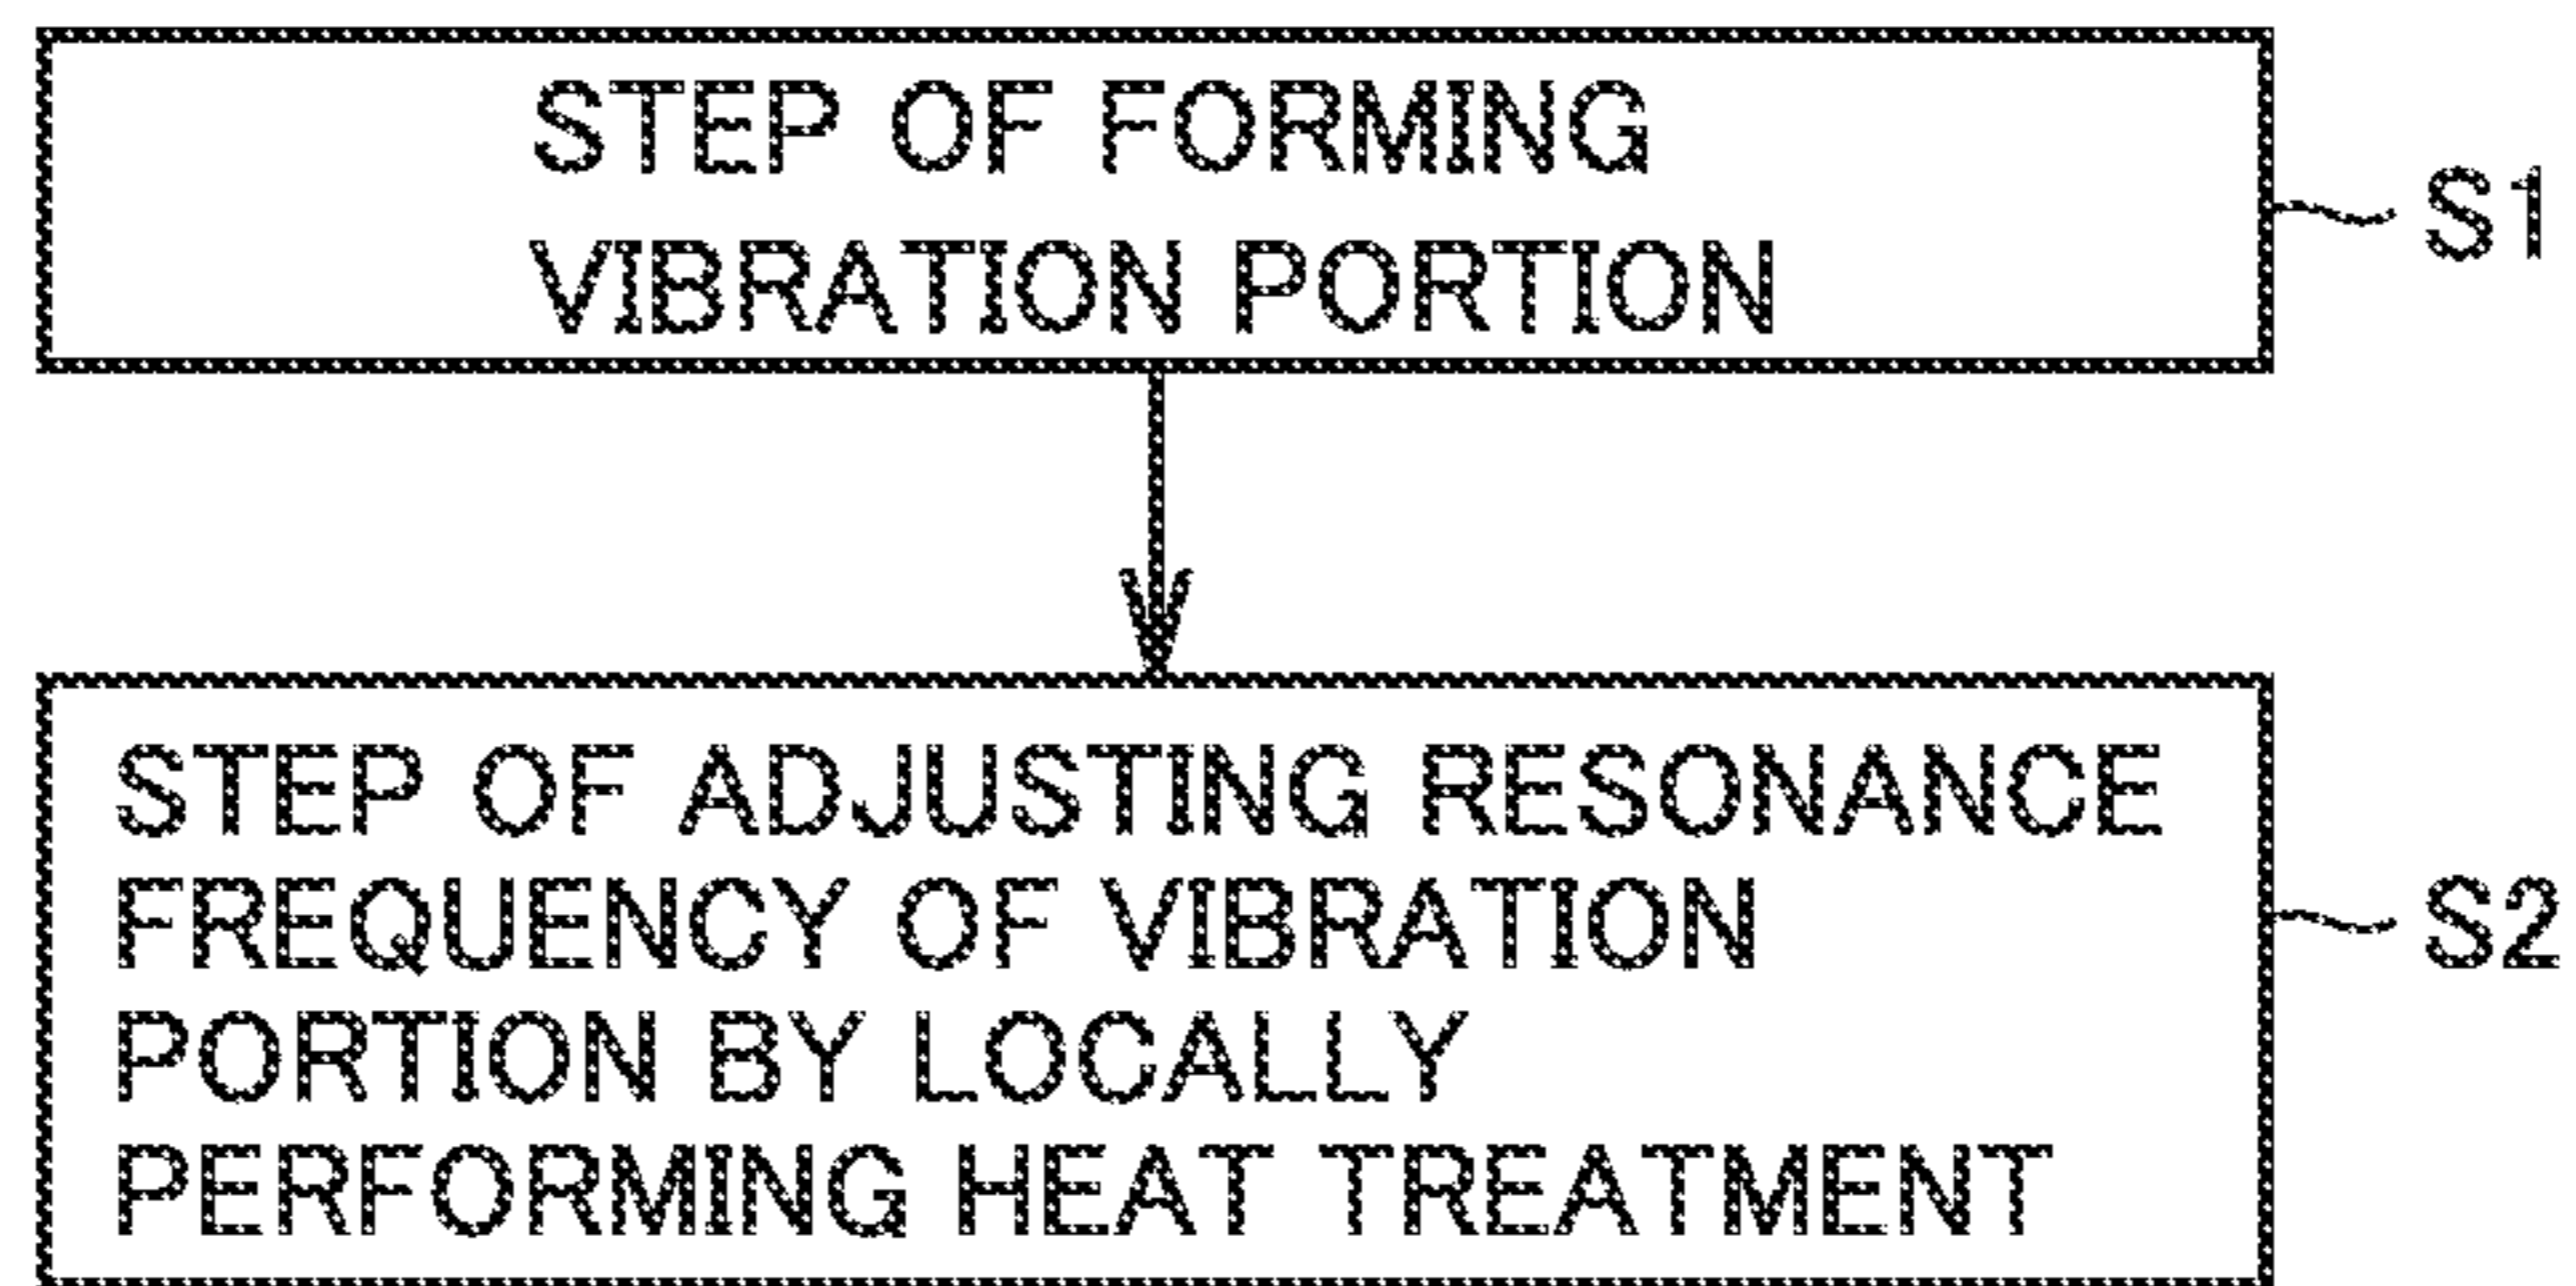 STEP OF FORMING
VIBRATION PORTION
S1
STEP OF ADJUSTING RESONANCE
FREQUENCY OF VIBRATION
PORTION BY LOCALLY
PERFORMING HEAT TREATMENT
S2